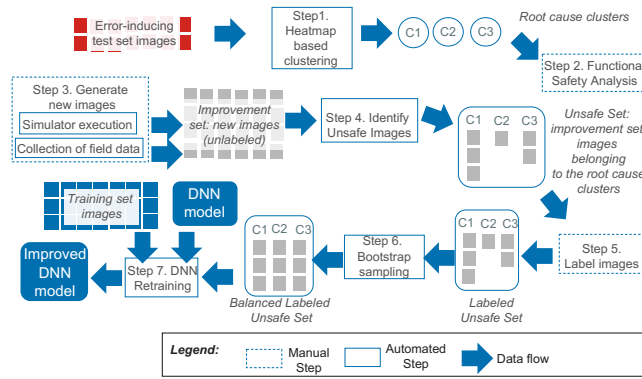 Error-inducing
test set images
Step1.
Heatmap
based
clustering
Root cause clusters
C1 C2 C3
Step 2. Functional
Safety Analysis
Step 3. Generate
new images
Simulator execution
Collection of field data
Improvement
set: new images
(unlabeled)
Step 4. Identify
Unsafe Images
C1 C2 C3
Unsafe Set:
improvement set
images
belonging
to the root cause
clusters
Training set
images
DNN
model
Improved
DNN
model
Step 7. DNN
Retraining
C1 C2 C3
Balanced Labeled
Unsafe Set
Step 6.
Bootstrap
sampling
C1 C2 C3
Labeled
Unsafe Set
Step 5.
Label images
Legend:
Manual
Step
Automated
Step
Data flow